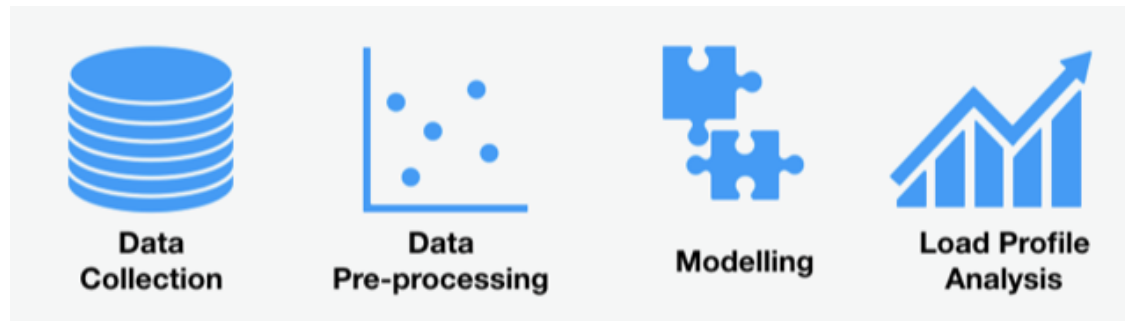 Data
Collection
Data
Pre-processing
Modelling
Load Profile
Analysis